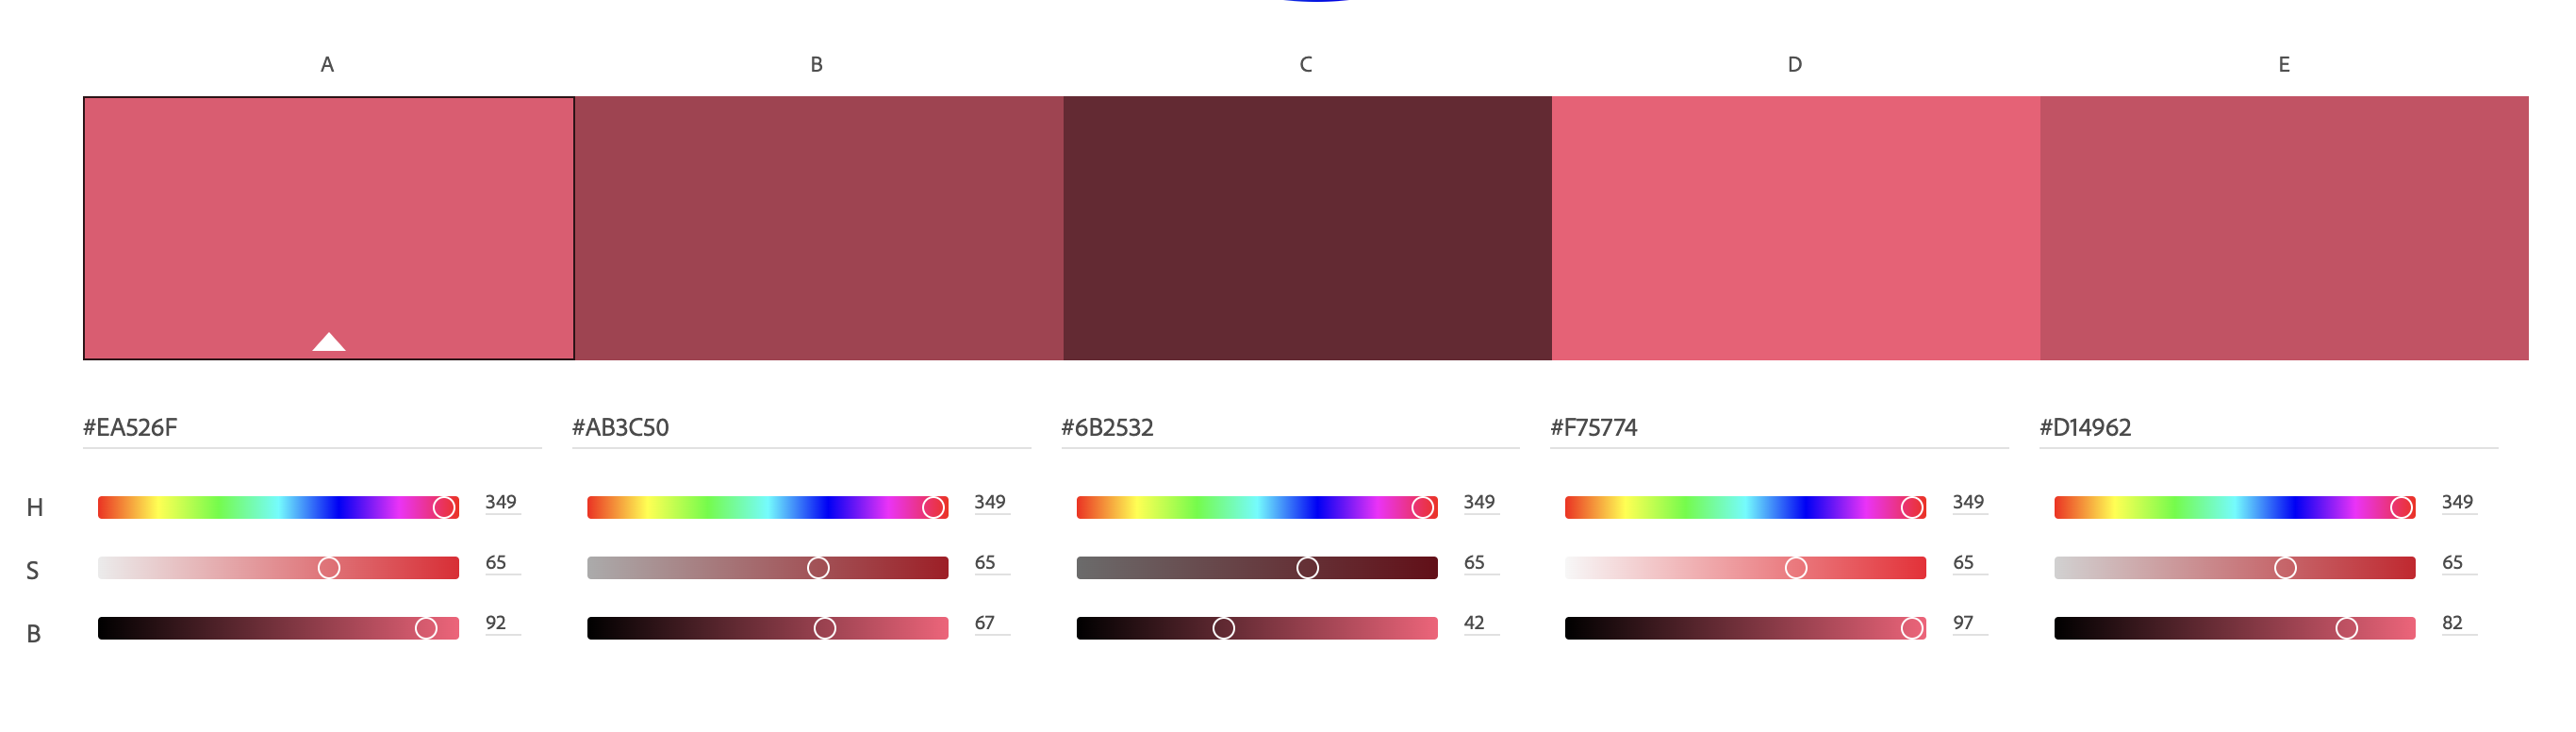 A B C D E
#EA526F #AB3C50 #6B2532 #F75774 #D14962
H 349 349 349 349 349
S 65 65 65 65 65
B 92 67 42 97 82